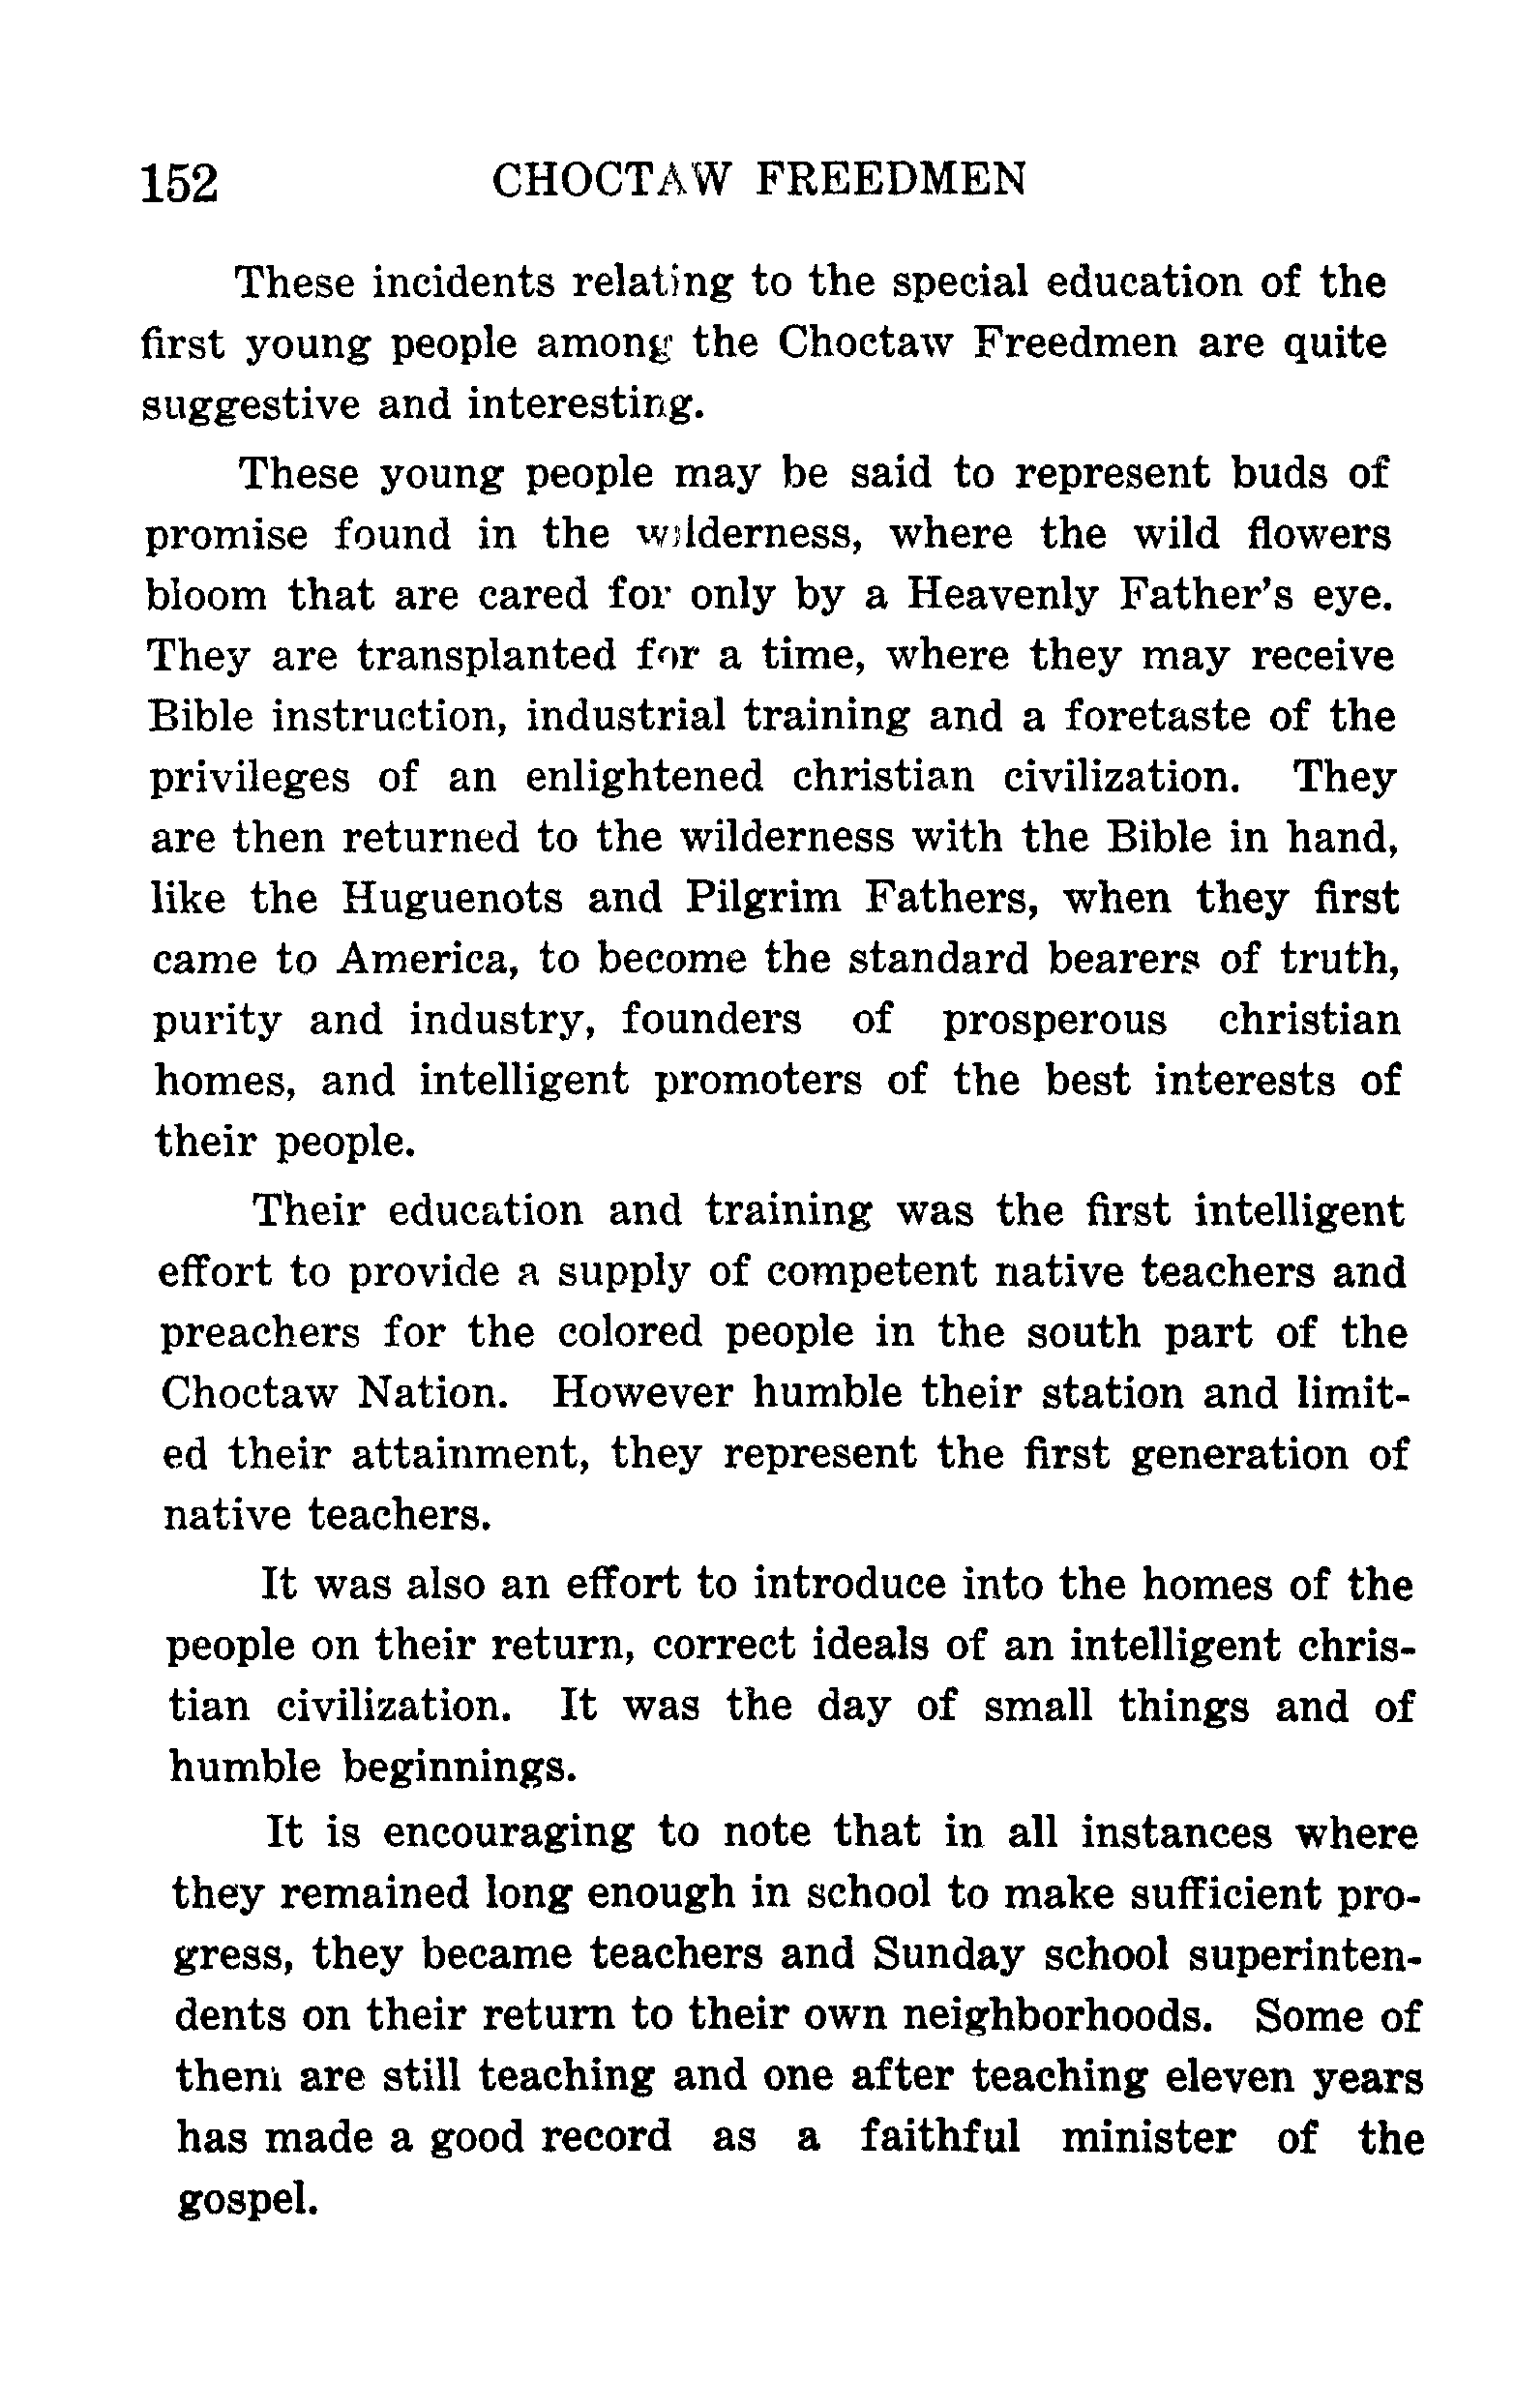 152 CHOCTAW FREEDMEN
These incidents relating to the special education of the
first young people among the Choctaw Freedmen are quite
suggestive and interesting.
These young people may be said to represent buds of
promise found in the wilderness, where the wild flowers
bloom that are cared for only by a Heavenly Father's eye.
They are transplanted for a time, where they may receive
Bible instruction, industrial training and a foretaste of the
privileges of an enlightened christian civilization. They
are then returned to the wilderness with the Bible in hand,
like the Huguenots and Pilgrim Fathers, when they first
came to America, to become the standard bearers of truth,
purity and industry, founders of prosperous christian
homes, and intelligent promoters of the best interests of
their people.
Their education and training was the first intelligent
effort to provide a supply of competent native teachers and
preachers for the colored people in the south part of the
Choctaw Nation. However humble their station and limit-
ed their attainment, they represent the first generation of
native teachers.
It was also an effort to introduce into the homes of the
people on their return, correct ideals of an intelligent chris-
tian civilization. It was the day of small things and of
humble beginnings.
It is encouraging to note that in all instances where
they remained long enough in school to make sufficient pro-
gress, they became teachers and Sunday school superinten-
dents on their return to their own neighborhoods. Some of
them are still teaching and one after teaching eleven years
has made a good record as a faithful minister of the
gospel.